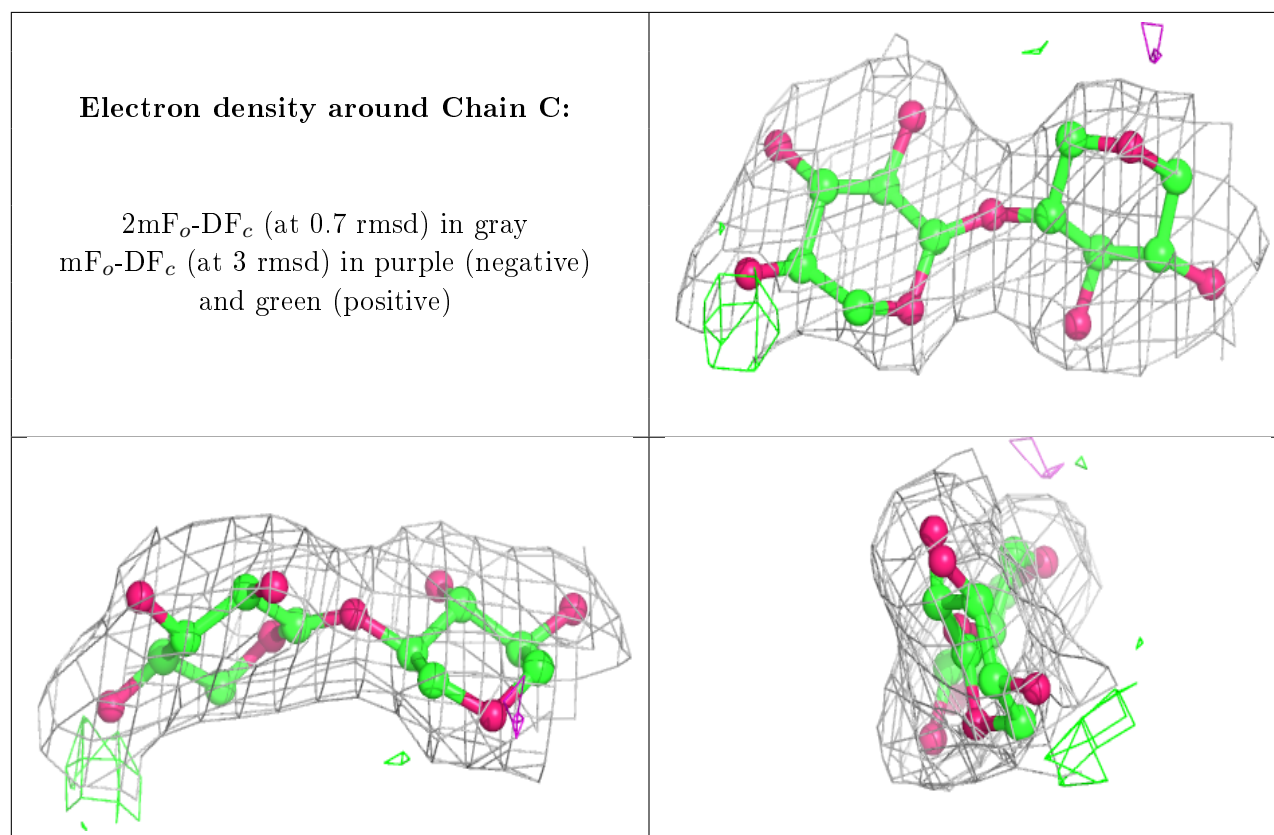 Electron density around Chain C:
2mFₒ-DF𝒸 (at 0.7 rmsd) in gray
mFₒ-DF𝒸 (at 3 rmsd) in purple (negative)
and green (positive)